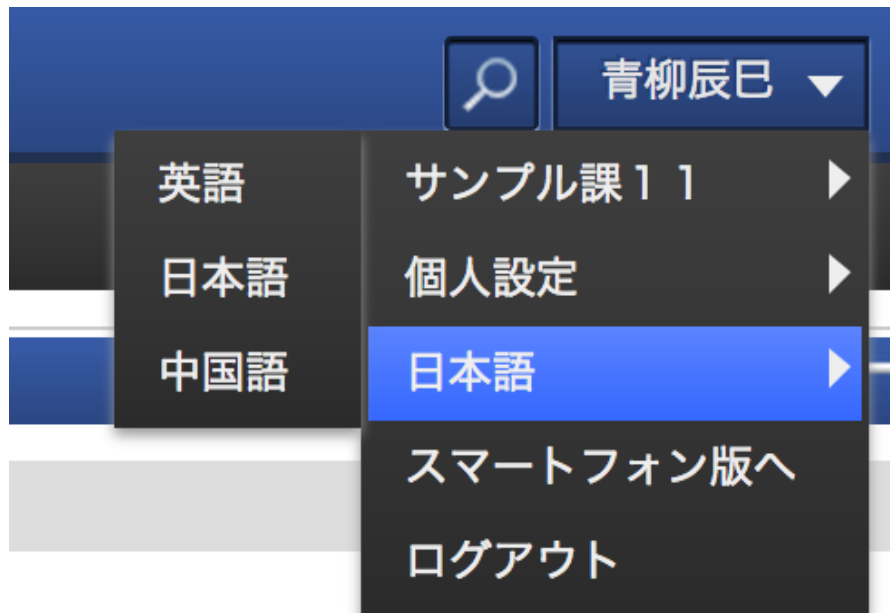 青柳辰巳
サンプル課１１
個人設定
日本語
スマートフォン版へ
ログアウト
英語
日本語
中国語